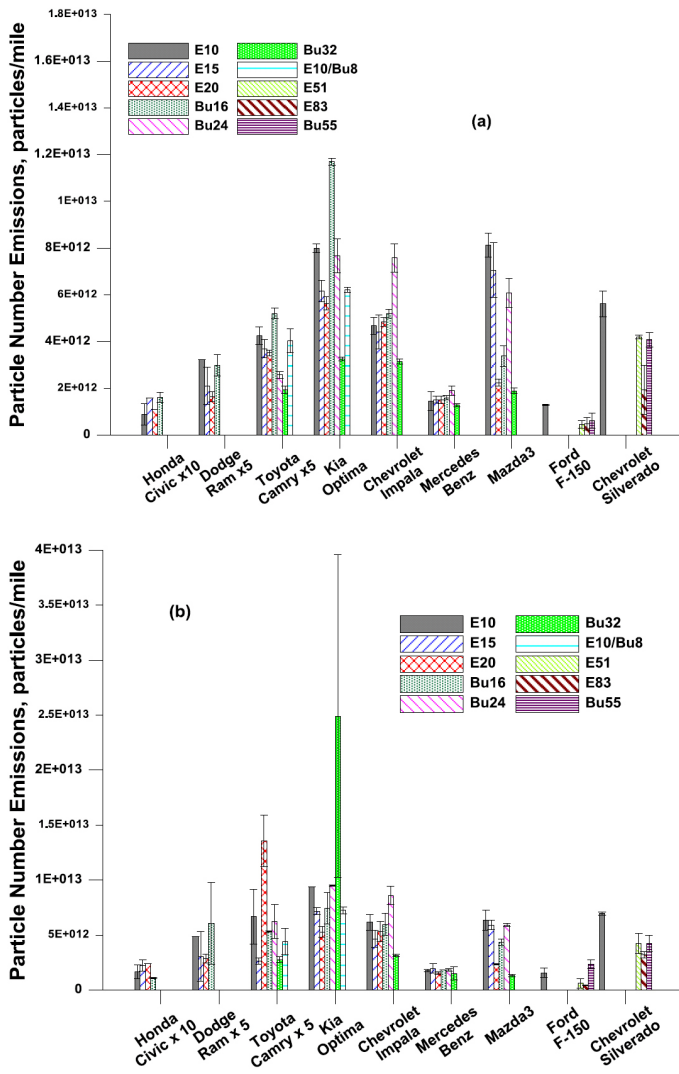 Particle Number Emissions, particles/mile
1.8E+013
1.6E+013
1.4E+013
1.2E+013
1E+013
8E+012
6E+012
4E+012
2E+012
0
E10
E15
E20
Bu16
Bu24
Bu32
E10/Bu8
E51
E83
Bu55
(a)
Honda
Civic x10
Dodge
Ram x5
Toyota
Camry x5
Kia
Optima
Chevrolet
Impala
Mercedes
Benz
Mazda3
Ford
F-150
Chevrolet
Silverado
Particle Number Emissions, particles/mile
4E+013
3.5E+013
3E+013
2.5E+013
2E+013
1.5E+013
1E+013
5E+012
0
(b)
E10
E15
E20
Bu16
Bu24
Bu32
E10/Bu8
E51
E83
Bu55
Honda
Civic x 10
Dodge
Ram x 5
Toyota
Camry x 5
Kia
Optima
Chevrolet
Impala
Mercedes
Benz
Mazda3
Ford
F-150
Chevrolet
Silverado